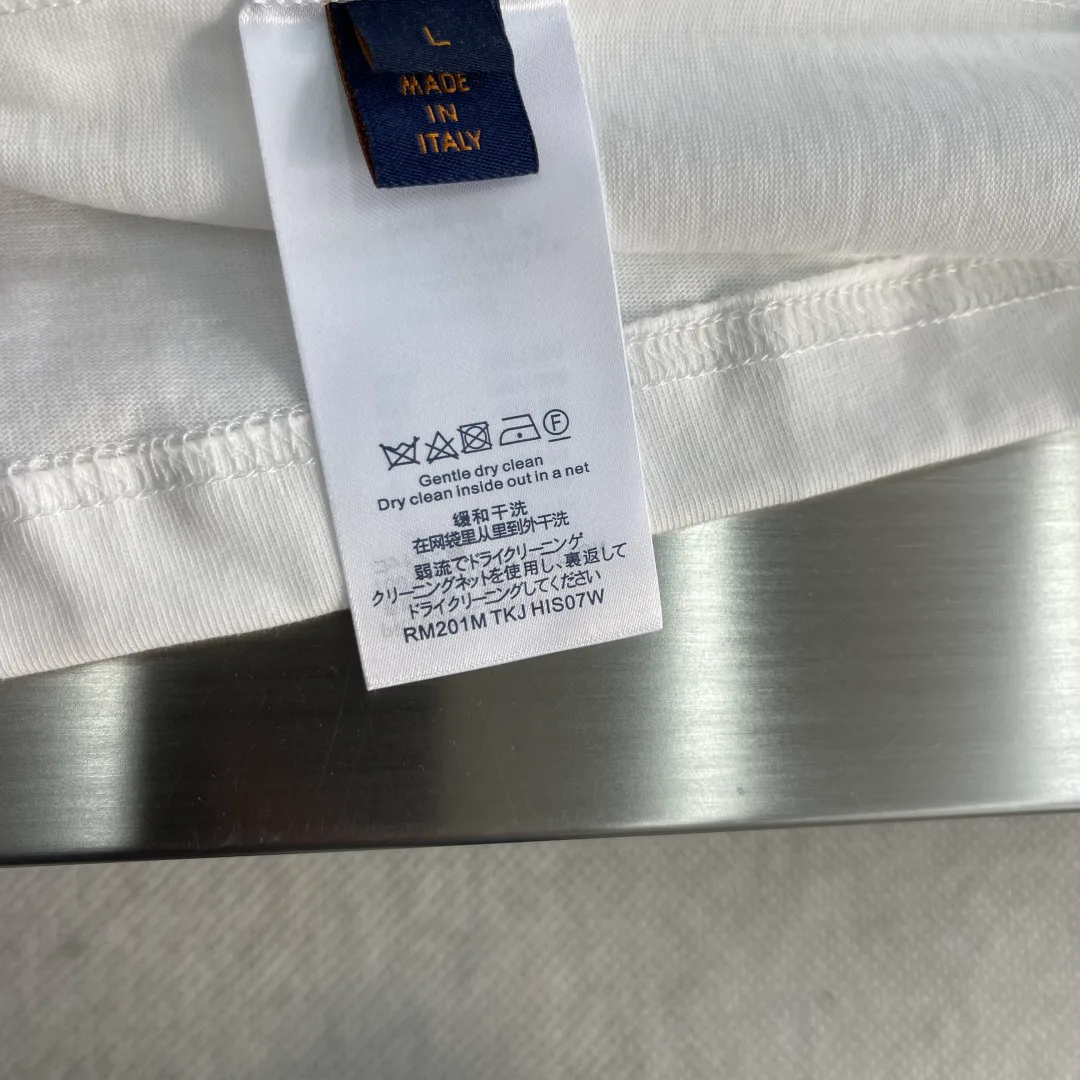 L
MADE
IN
ITALY
F
Gentle dry clean
Dry clean inside out in a net
缓和干洗
在网袋里从里到外干洗
弱流でドライクリーニング
クリーニングネットを使用し、裏返して
ドライクリーニングしてください
RM201M TKJ HIS07W